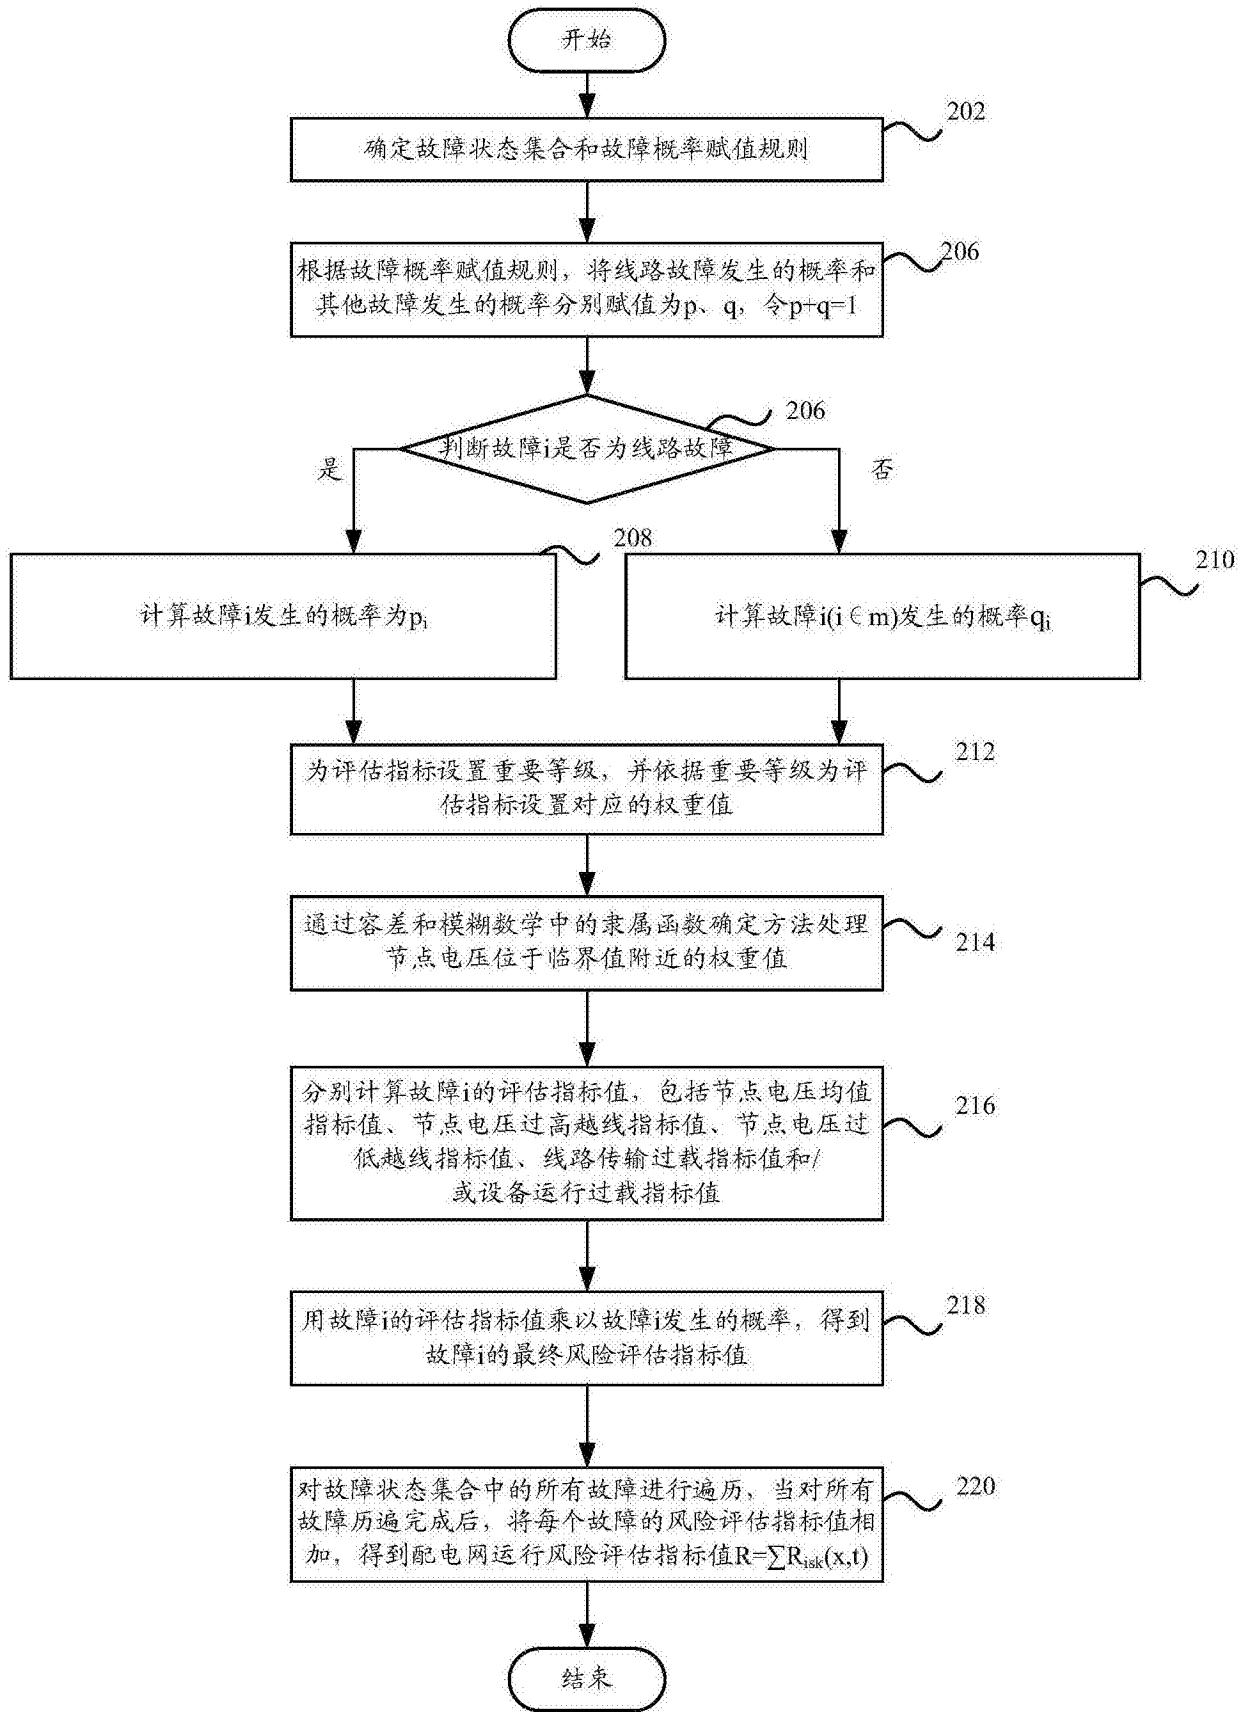 开始
202
确定故障状态集合和故障概率赋值规则
206
根据故障概率赋值规则，将线路故障发生的概率和
其他故障发生的概率分别赋值为p、q，令p+q=1
206
判断故障i是否为线路故障
是
否
208
计算故障i发生的概率为pi
210
计算故障i(i∈m)发生的概率qi
212
为评估指标设置重要等级，并依据重要等级为评
估指标设置对应的权重值
214
通过容差和模糊数学中的隶属函数确定方法处理
节点电压位于临界值附近的权重值
216
分别计算故障i的评估指标值，包括节点电压均值
指标值、节点电压过高越线指标值、节点电压过
低越线指标值、线路传输过载指标值和/
或设备运行过载指标值
218
用故障i的评估指标值乘以故障i发生的概率，得到
故障i的最终风险评估指标值
220
对故障状态集合中的所有故障进行遍历，当对所有
故障历遍完成后，将每个故障的风险评估指标值相
加，得到配电网运行风险评估指标值R=∑Risk(x,t)
结束